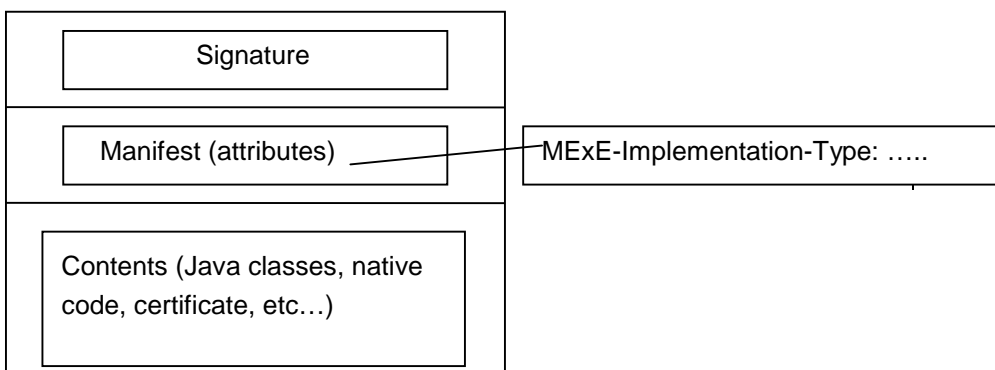 Signature
Manifest (attributes)
MExE-Implementation-Type: …..
Contents (Java classes, native
code, certificate, etc…)